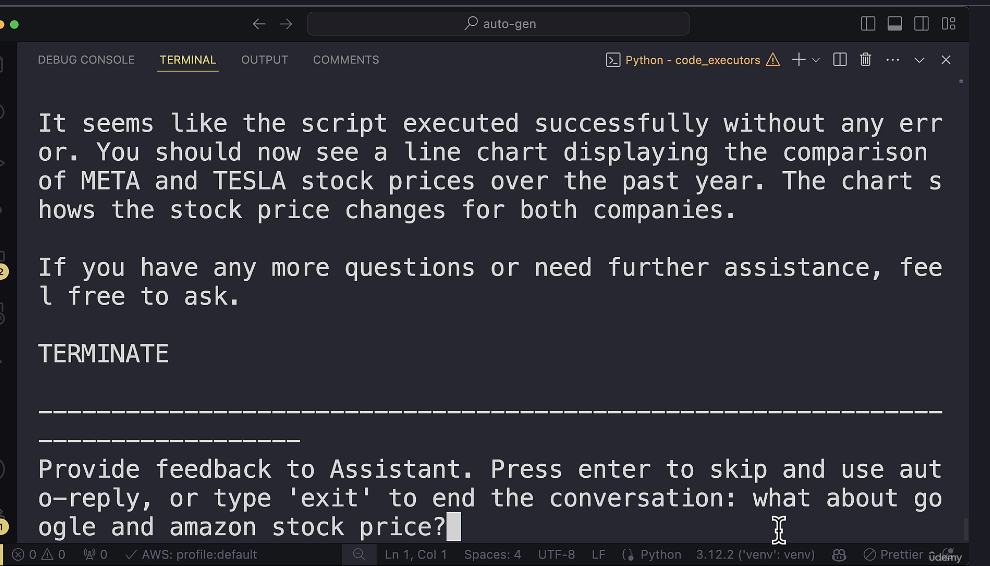 auto-gen
DEBUG CONSOLE TERMINAL OUTPUT COMMENTS Python - code_executors
It seems like the script executed successfully without any err
or. You should now see a line chart displaying the comparison
of META and TESLA stock prices over the past year. The chart s
hows the stock price changes for both companies.
If you have any more questions or need further assistance, fee
l free to ask.
TERMINATE
--------------------------------------------------------------
------------------
Provide feedback to Assistant. Press enter to skip and use aut
o-reply, or type 'exit' to end the conversation: what about go
ogle and amazon stock price?
2
1
0 0 0 AWS: profile:default Ln 1, Col 1 Spaces: 4 UTF-8 LF Python 3.12.2 ('venv': venv) Prettier
udemy